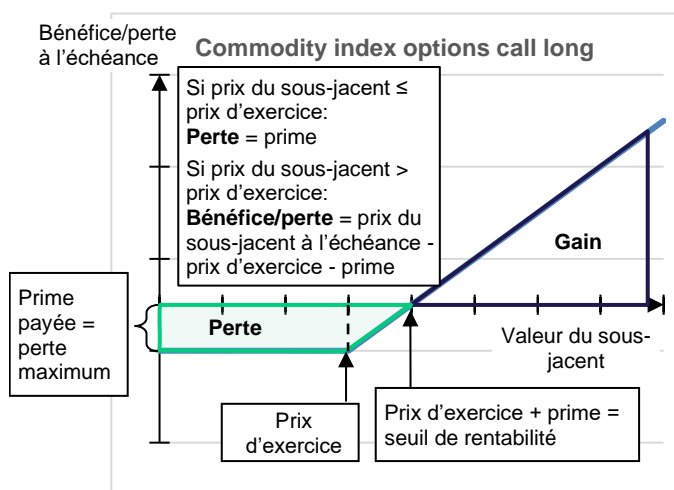 Bénéfice/perte
à l’échéance
Commodity index options call long
Si prix du sous-jacent ≤
prix d’exercice:
Perte = prime
Si prix du sous-jacent >
prix d’exercice:
Bénéfice/perte = prix du
sous-jacent à l’échéance -
prix d’exercice - prime
Gain
Prime
payée =
perte
maximum
Perte
Valeur du sous-
jacent
Prix
d’exercice
Prix d’exercice + prime =
seuil de rentabilité